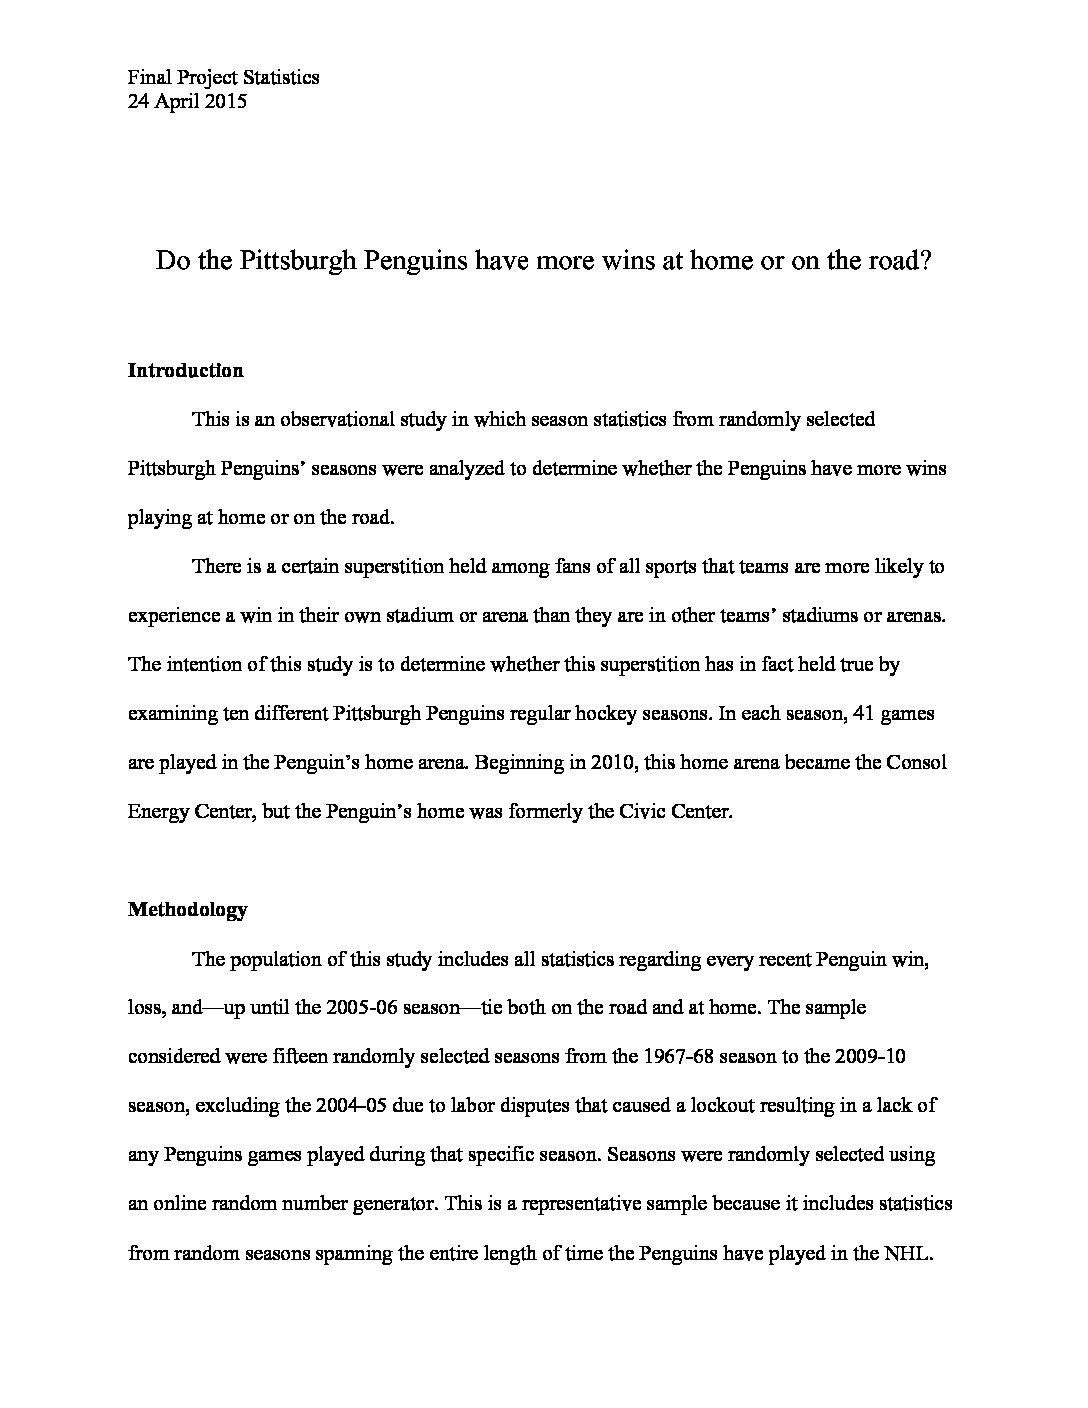 Final Project Statistics
24 April 2015
Do the Pittsburgh Penguins have more wins at home or on the road?
Introduction
This is an observational study in which season statistics from randomly selected
Pittsburgh Penguins’ seasons were analyzed to determine whether the Penguins have more wins
playing at home or on the road.
There is a certain superstition held among fans of all sports that teams are more likely to
experience a win in their own stadium or arena than they are in other teams’ stadiums or arenas.
The intention of this study is to determine whether this superstition has in fact held true by
examining ten different Pittsburgh Penguins regular hockey seasons. In each season, 41 games
are played in the Penguin’s home arena. Beginning in 2010, this home arena became the Consol
Energy Center, but the Penguin’s home was formerly the Civic Center.
Methodology
The population of this study includes all statistics regarding every recent Penguin win,
loss, and—up until the 2005-06 season—tie both on the road and at home. The sample
considered were fifteen randomly selected seasons from the 1967-68 season to the 2009-10
season, excluding the 2004-05 due to labor disputes that caused a lockout resulting in a lack of
any Penguins games played during that specific season. Seasons were randomly selected using
an online random number generator. This is a representative sample because it includes statistics
from random seasons spanning the entire length of time the Penguins have played in the NHL.